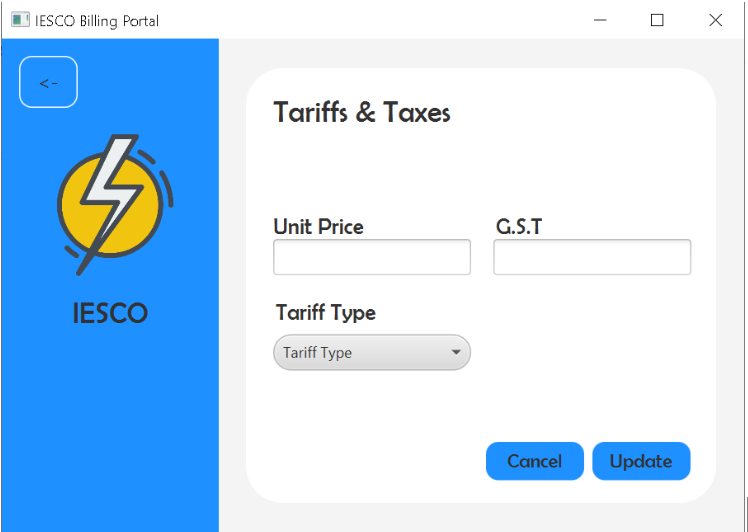 IESCO Billing Portal
<-
IESCO
Tariffs & Taxes
Unit Price
G.S.T
Tariff Type
Tariff Type
Cancel
Update